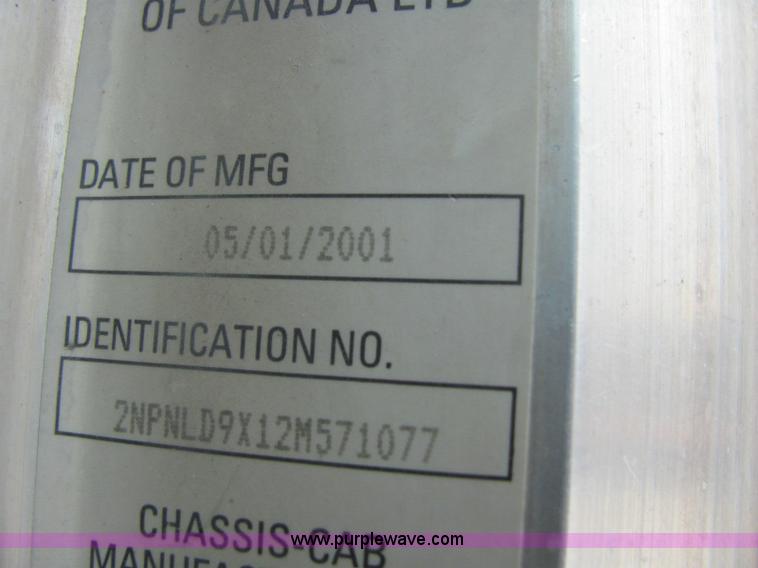 OF CANADA LTD
DATE OF MFG
05/01/2001
IDENTIFICATION NO.
2NPNLD9X12M571077
CHASSIS-CAB
www.purplewave.com